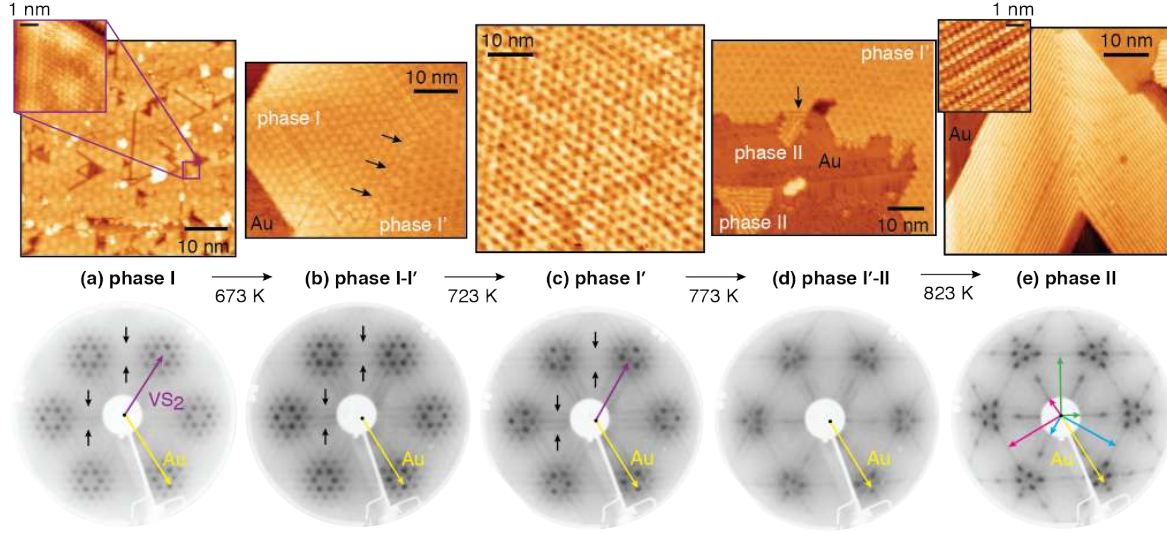 1 nm
10 nm
10 nm
phase I
phase I'
Au
10 nm
phase I'
phase II
Au
phase II
10 nm
1 nm
10 nm
Au
(a) phase I
673 K
(b) phase I-I′
723 K
(c) phase I′
773 K
(d) phase I′-II
823 K
(e) phase II
VS2
Au
Au
Au
Au
Au